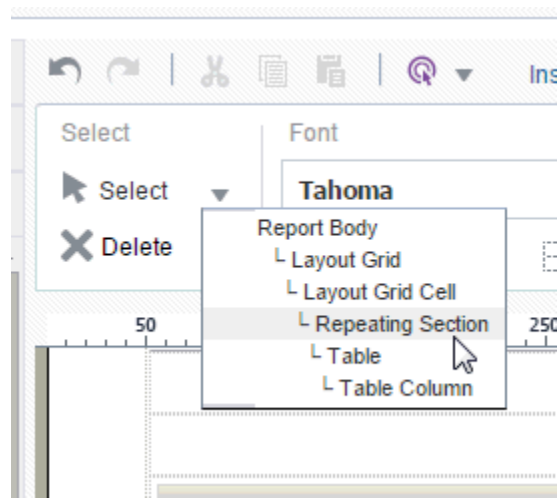 Ins
Select
Font
Select
Tahoma
Delete
Report Body
└ Layout Grid
└ Layout Grid Cell
└ Repeating Section
└ Table
└ Table Column
50
250